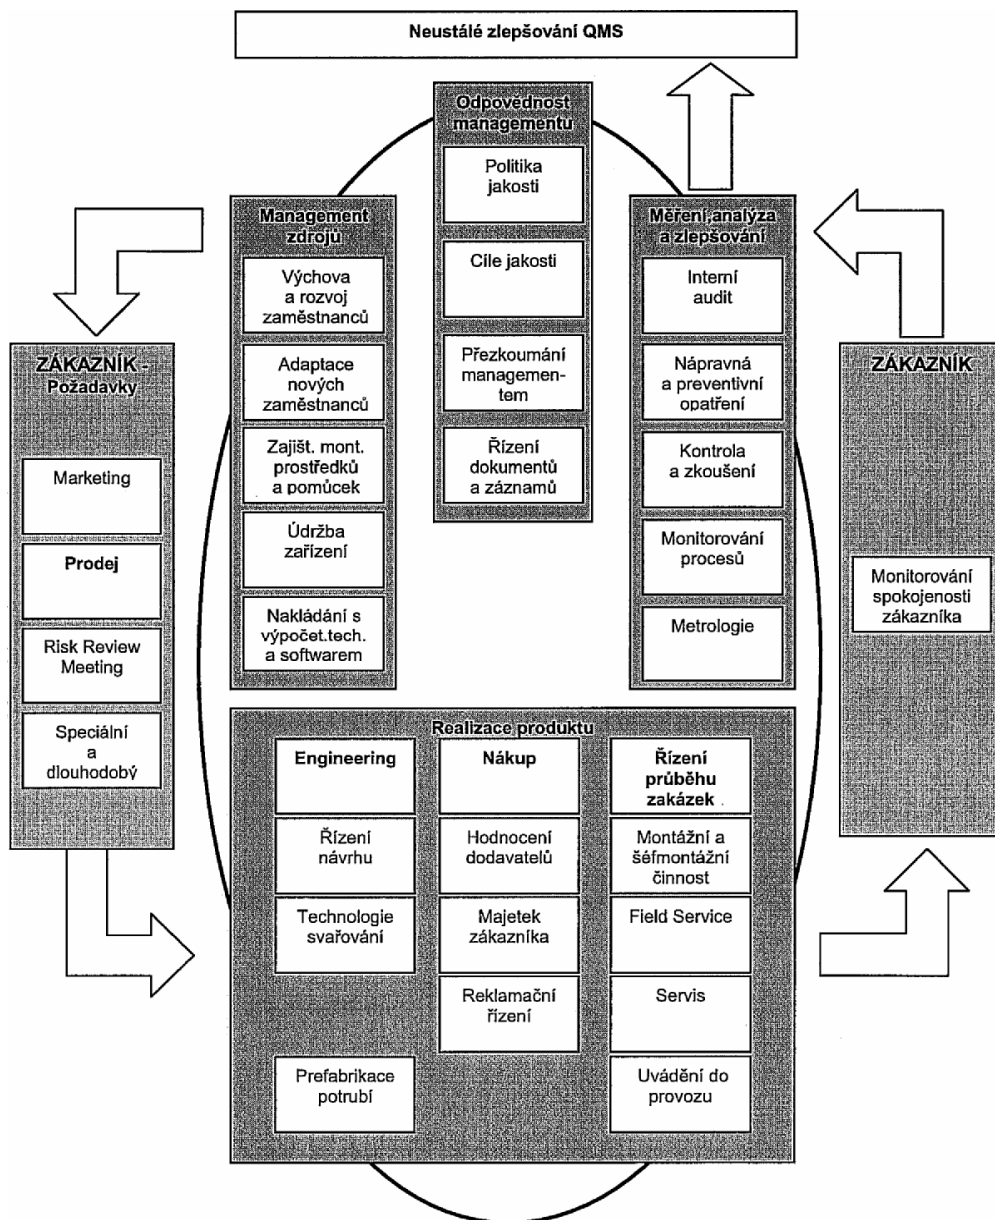 Neustálé zlepšování QMS
Odpovědnost
managementu
Politika
jakosti
Cíle jakosti
Přezkoumání
managemen-
tem
Řízení
dokumentů
a záznamů
Management
zdrojů
Výchova
a rozvoj
zaměstnanců
Adaptace
nových
zaměstnanců
Zajišt. mont.
prostředků
a pomůcek
Údržba
zařízení
Nakládání s
výpočet.tech.
a softwarem
Měření,analýza
a zlepšování
Interní
audit
Nápravná
a preventivní
opatření
Kontrola
a zkoušení
Monitorování
procesů
Metrologie
ZÁKAZNÍK -
Požadavky
Marketing
Prodej
Risk Review
Meeting
Speciální
a
dlouhodobý
ZÁKAZNÍK
Monitorování
spokojenosti
zákazníka
Realizace produktu
Engineering
Řízení
návrhu
Technologie
svařování
Prefabrikace
potrubí
Nákup
Hodnocení
dodavatelů
Majetek
zákazníka
Reklamační
řízení
Řízení
průběhu
zakázek
Montážní a
šéfmontážní
činnost
Field Service
Servis
Uvádění do
provozu